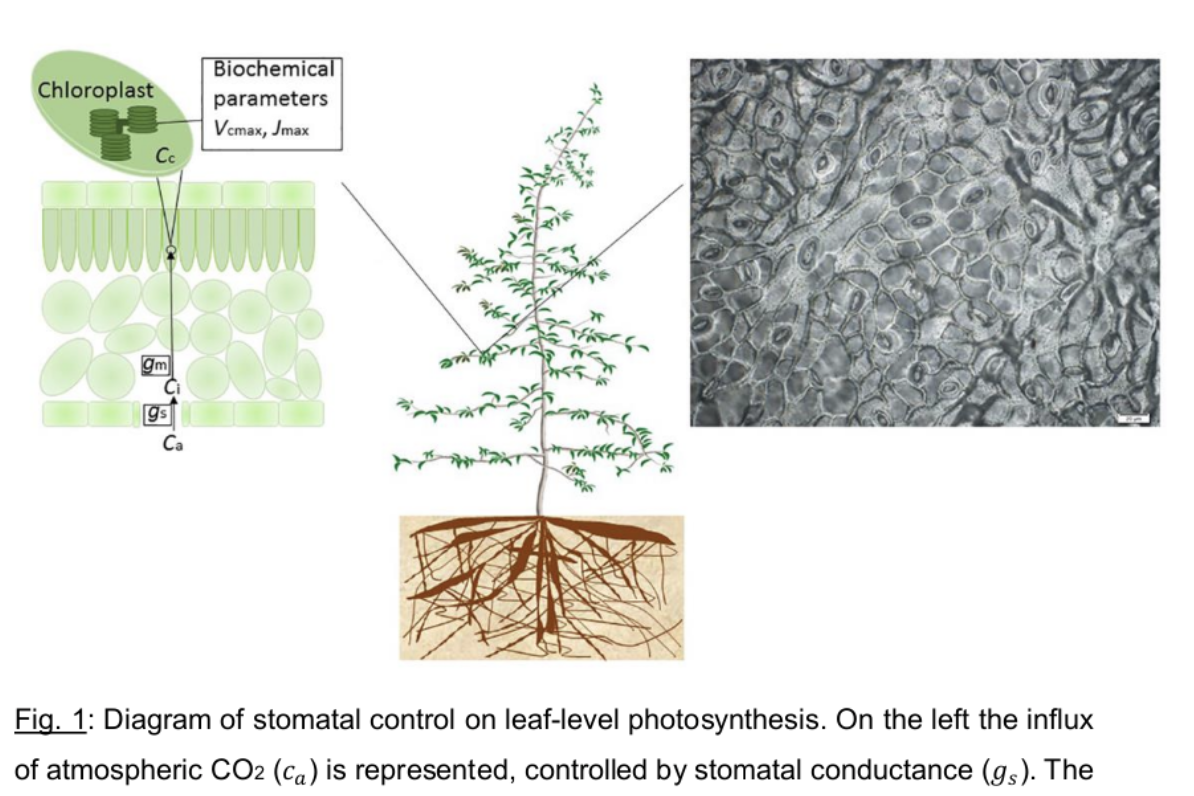 Chloroplast
Biochemical
parameters
Vcmax, Jmax
Cc
gm
Ci
gs
Ca
Fig. 1: Diagram of stomatal control on leaf-level photosynthesis. On the left the influx
of atmospheric CO2 (ca) is represented, controlled by stomatal conductance (gs). The